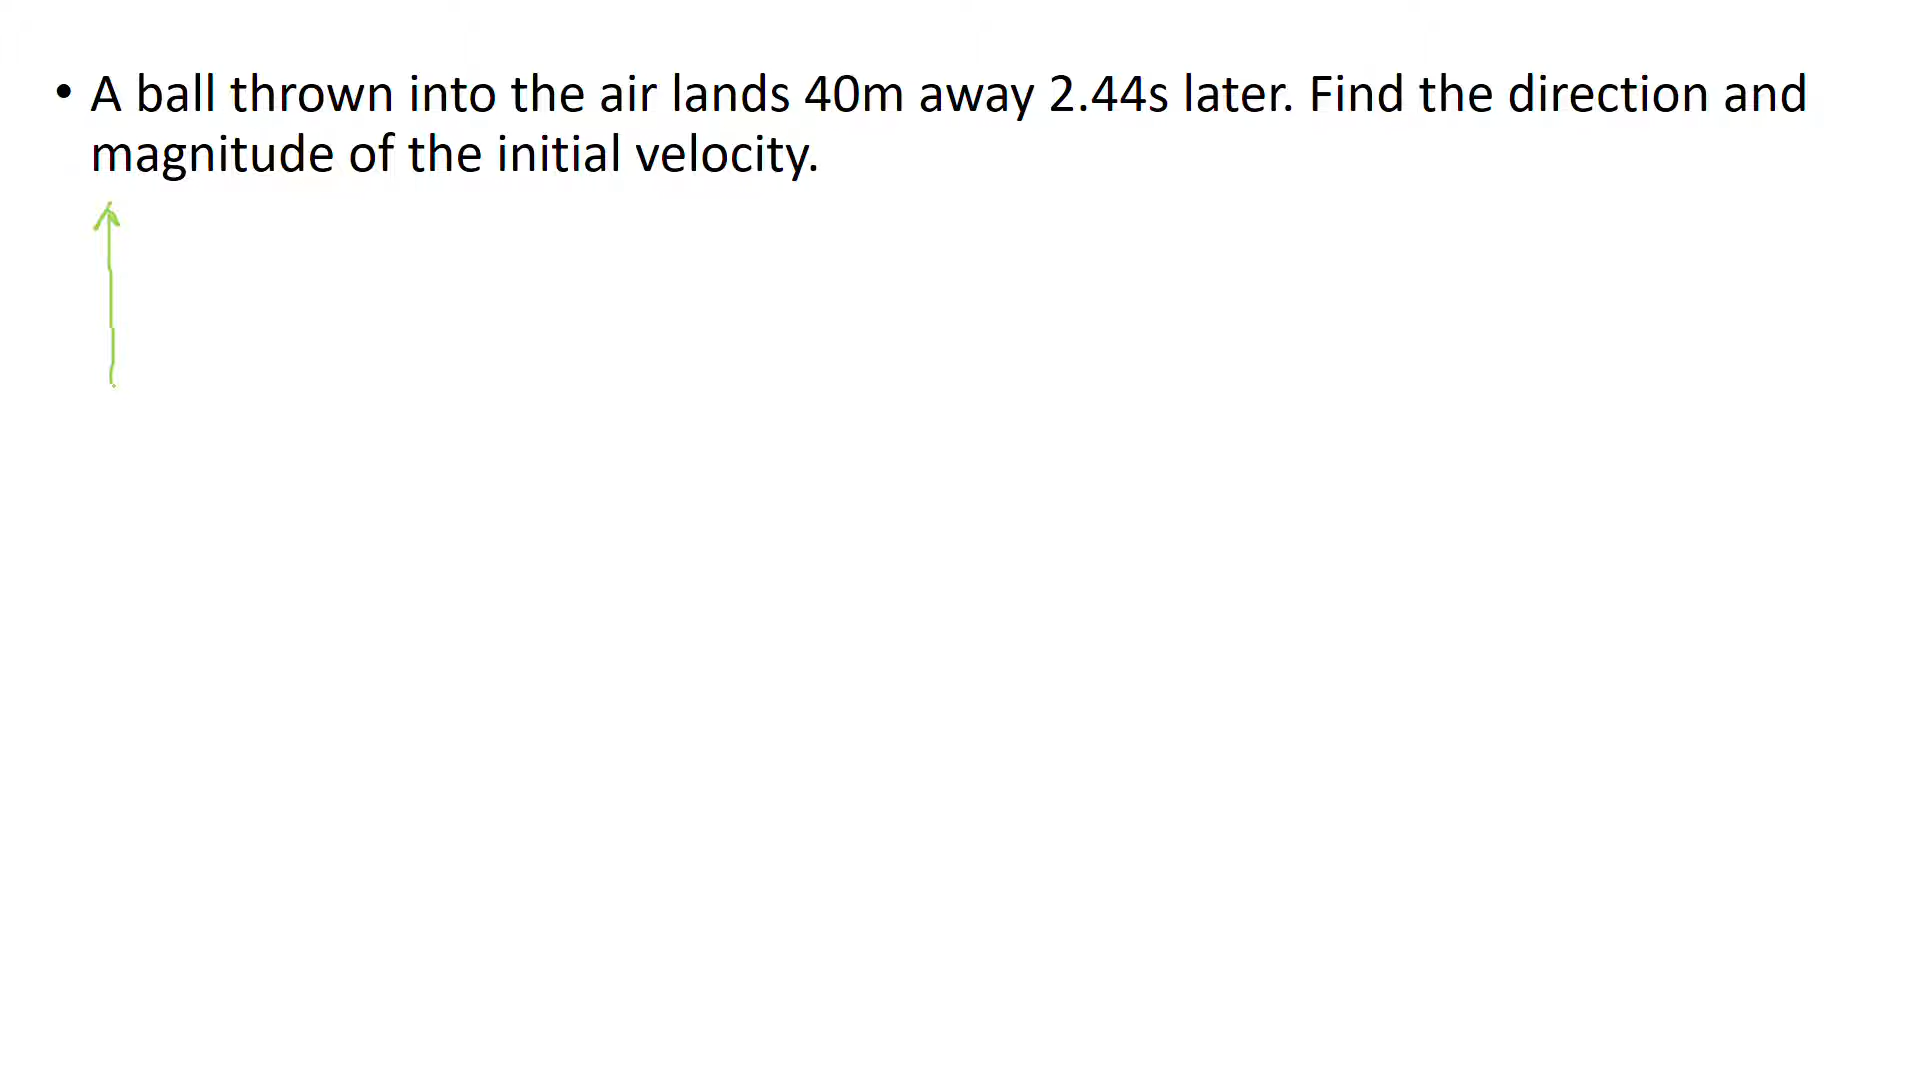 • A ball thrown into the air lands 40m away 2.44s later. Find the direction and
magnitude of the initial velocity.